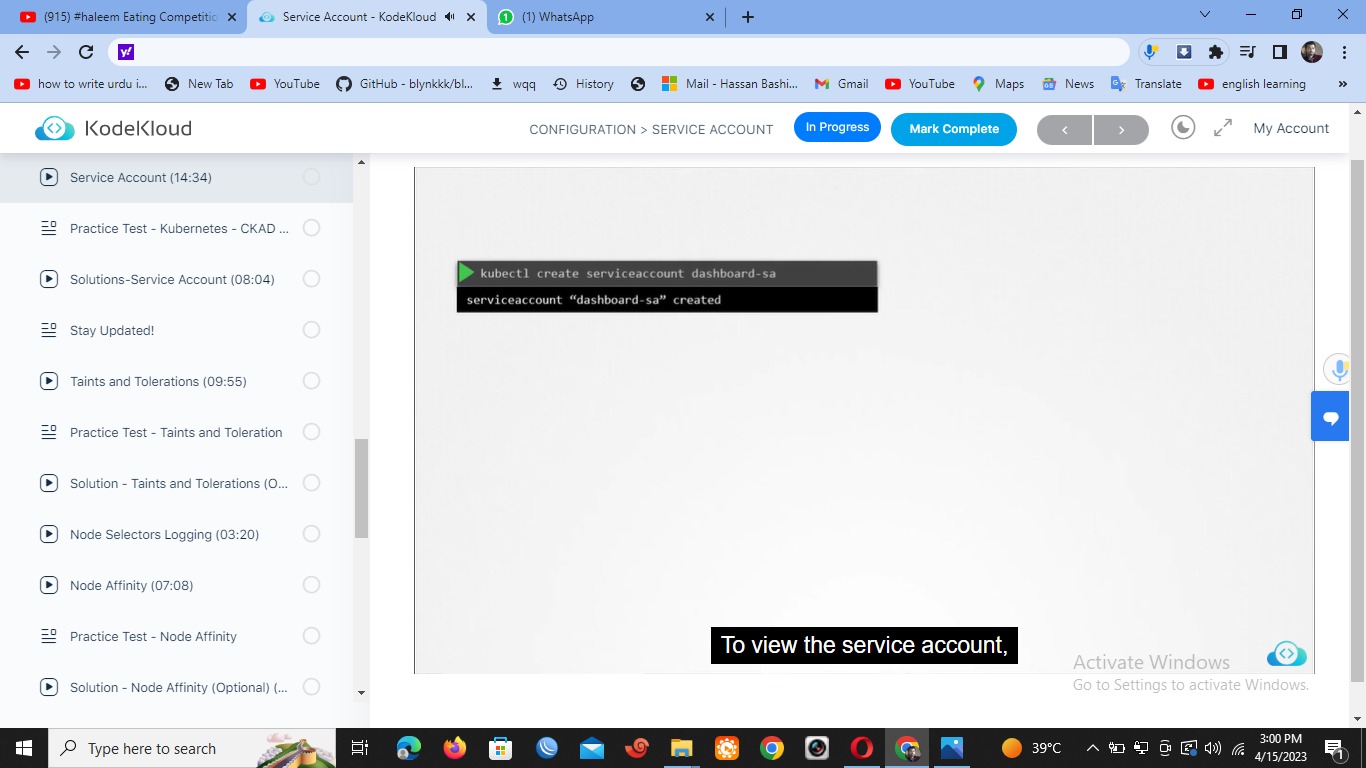 (915) #haleem Eating Competitio
Service Account - KodeKloud
(1) WhatsApp
how to write urdu i...
New Tab
YouTube
GitHub - blynkkk/bl...
wqq
History
Mail - Hassan Bashi...
Gmail
YouTube
Maps
News
Translate
english learning
»
KodeKloud
CONFIGURATION > SERVICE ACCOUNT
In Progress
Mark Complete
< >
My Account
Service Account (14:34)
Practice Test - Kubernetes - CKAD ...
Solutions-Service Account (08:04)
Stay Updated!
Taints and Tolerations (09:55)
Practice Test - Taints and Toleration
Solution - Taints and Tolerations (O...
Node Selectors Logging (03:20)
Node Affinity (07:08)
Practice Test - Node Affinity
Solution - Node Affinity (Optional) (...
kubectl create serviceaccount dashboard-sa
serviceaccount “dashboard-sa” created
To view the service account,
Activate Windows
Go to Settings to activate Windows.
Type here to search
39°C
3:00 PM
4/15/2023
1